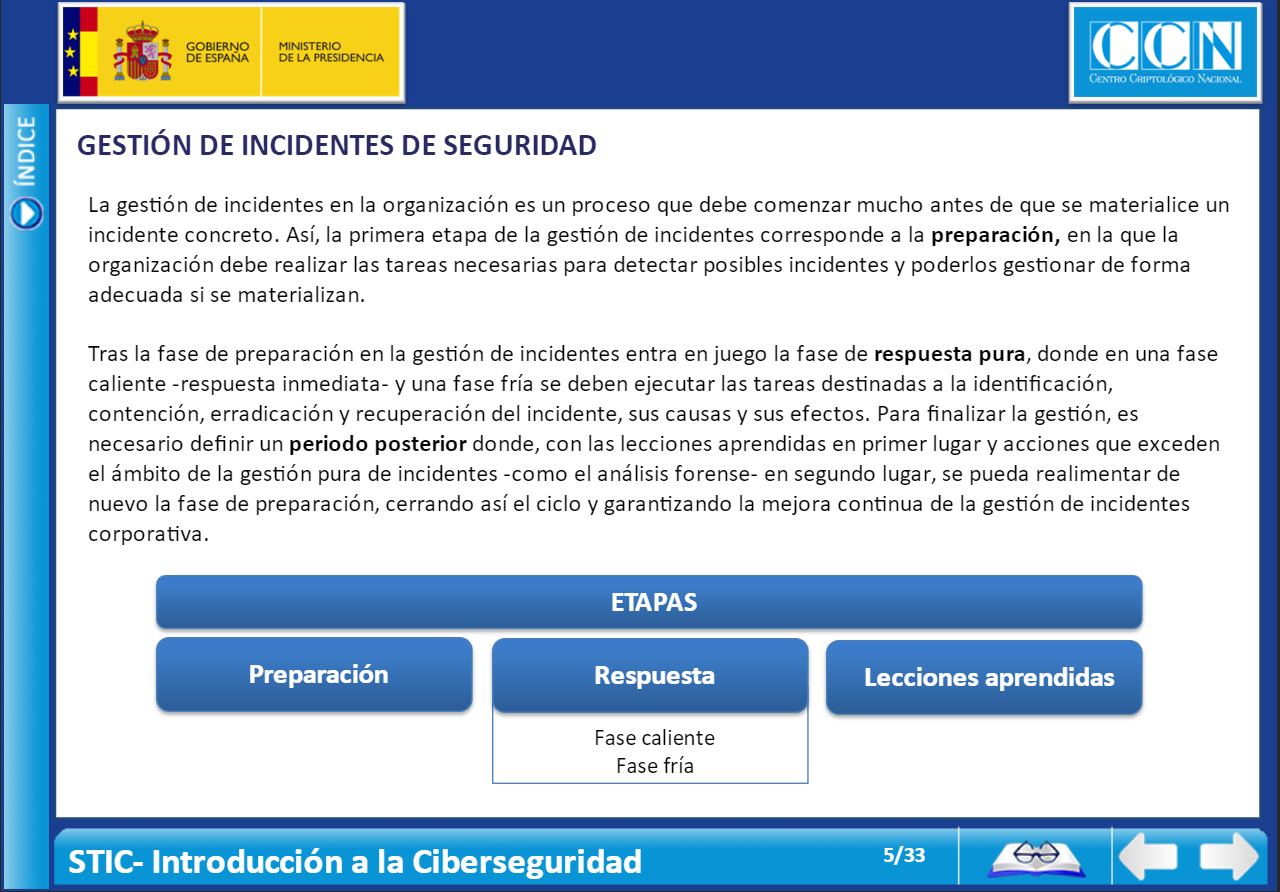 GOBIERNO
DE ESPAÑA
MINISTERIO
DE LA PRESIDENCIA
CCN
CENTRO CRIPTOLÓGICO NACIONAL
ÍNDICE
GESTIÓN DE INCIDENTES DE SEGURIDAD
La gestión de incidentes en la organización es un proceso que debe comenzar mucho antes de que se materialice un
incidente concreto. Así, la primera etapa de la gestión de incidentes corresponde a la preparación, en la que la
organización debe realizar las tareas necesarias para detectar posibles incidentes y poderlos gestionar de forma
adecuada si se materializan.
Tras la fase de preparación en la gestión de incidentes entra en juego la fase de respuesta pura, donde en una fase
caliente -respuesta inmediata- y una fase fría se deben ejecutar las tareas destinadas a la identificación,
contención, erradicación y recuperación del incidente, sus causas y sus efectos. Para finalizar la gestión, es
necesario definir un periodo posterior donde, con las lecciones aprendidas en primer lugar y acciones que exceden
el ámbito de la gestión pura de incidentes -como el análisis forense- en segundo lugar, se pueda realimentar de
nuevo la fase de preparación, cerrando así el ciclo y garantizando la mejora continua de la gestión de incidentes
corporativa.
ETAPAS
Preparación
Respuesta
Lecciones aprendidas
Fase caliente
Fase fría
STIC- Introducción a la Ciberseguridad
5/33